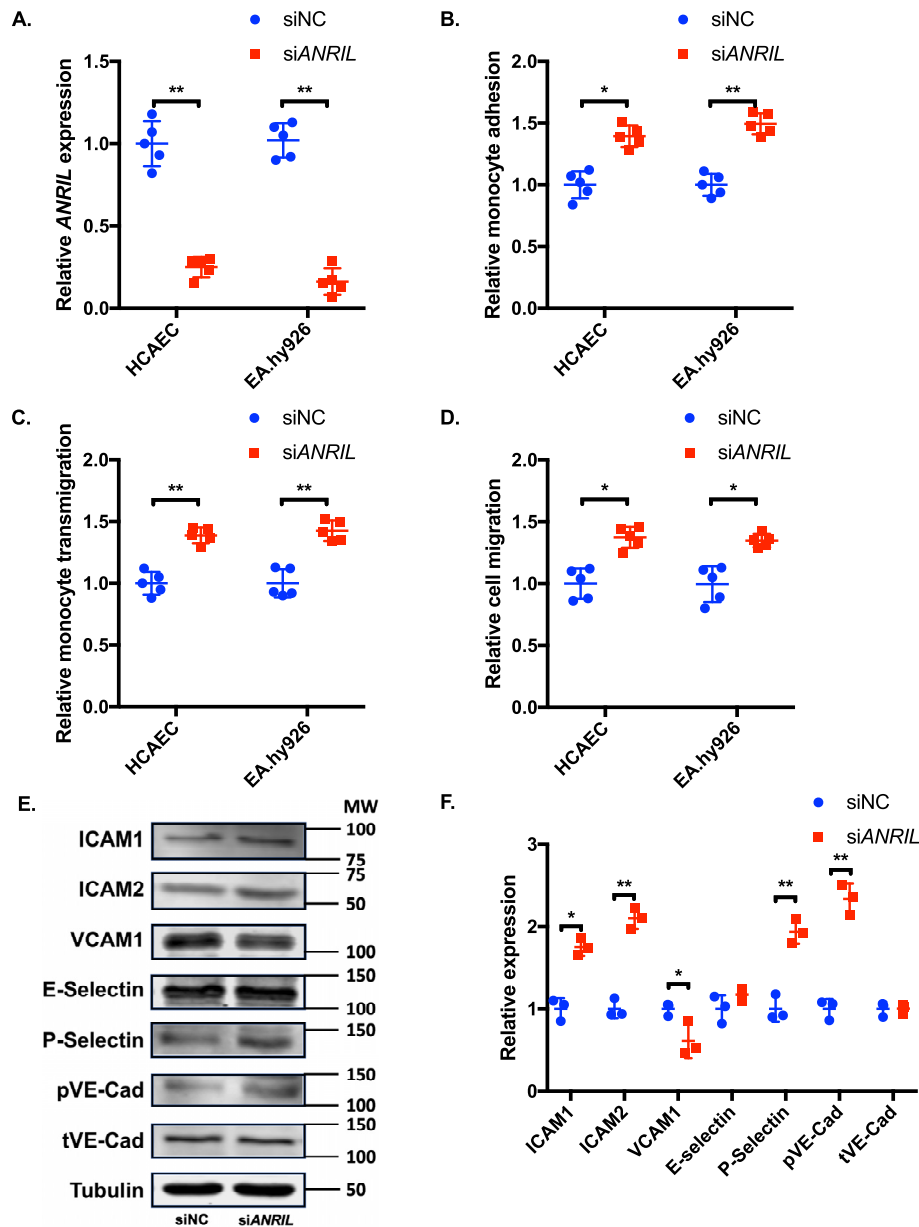 A.
siNC
siANRIL
Relative ANRIL expression
1.5
1.0
0.5
0.0
**
**
HCAEC
EA.hy926
B.
siNC
siANRIL
Relative monocyte adhesion
2.0
1.5
1.0
0.5
0.0
*
**
HCAEC
EA.hy926
C.
siNC
siANRIL
Relative monocyte transmigration
2.0
1.5
1.0
0.5
0.0
**
**
HCAEC
EA.hy926
D.
siNC
siANRIL
Relative cell migration
2.0
1.5
1.0
0.5
0.0
*
*
HCAEC
EA.hy926
E.
MW
ICAM1
100
75
ICAM2
75
50
VCAM1
100
E-Selectin
150
100
P-Selectin
150
pVE-Cad
150
100
tVE-Cad
150
100
Tubulin
50
siNC
siANRIL
F.
siNC
siANRIL
Relative expression
3
2
1
0
*
**
*
**
**
ICAM1
ICAM2
VCAM1
E-selectin
P-Selectin
pVE-Cad
tVE-Cad